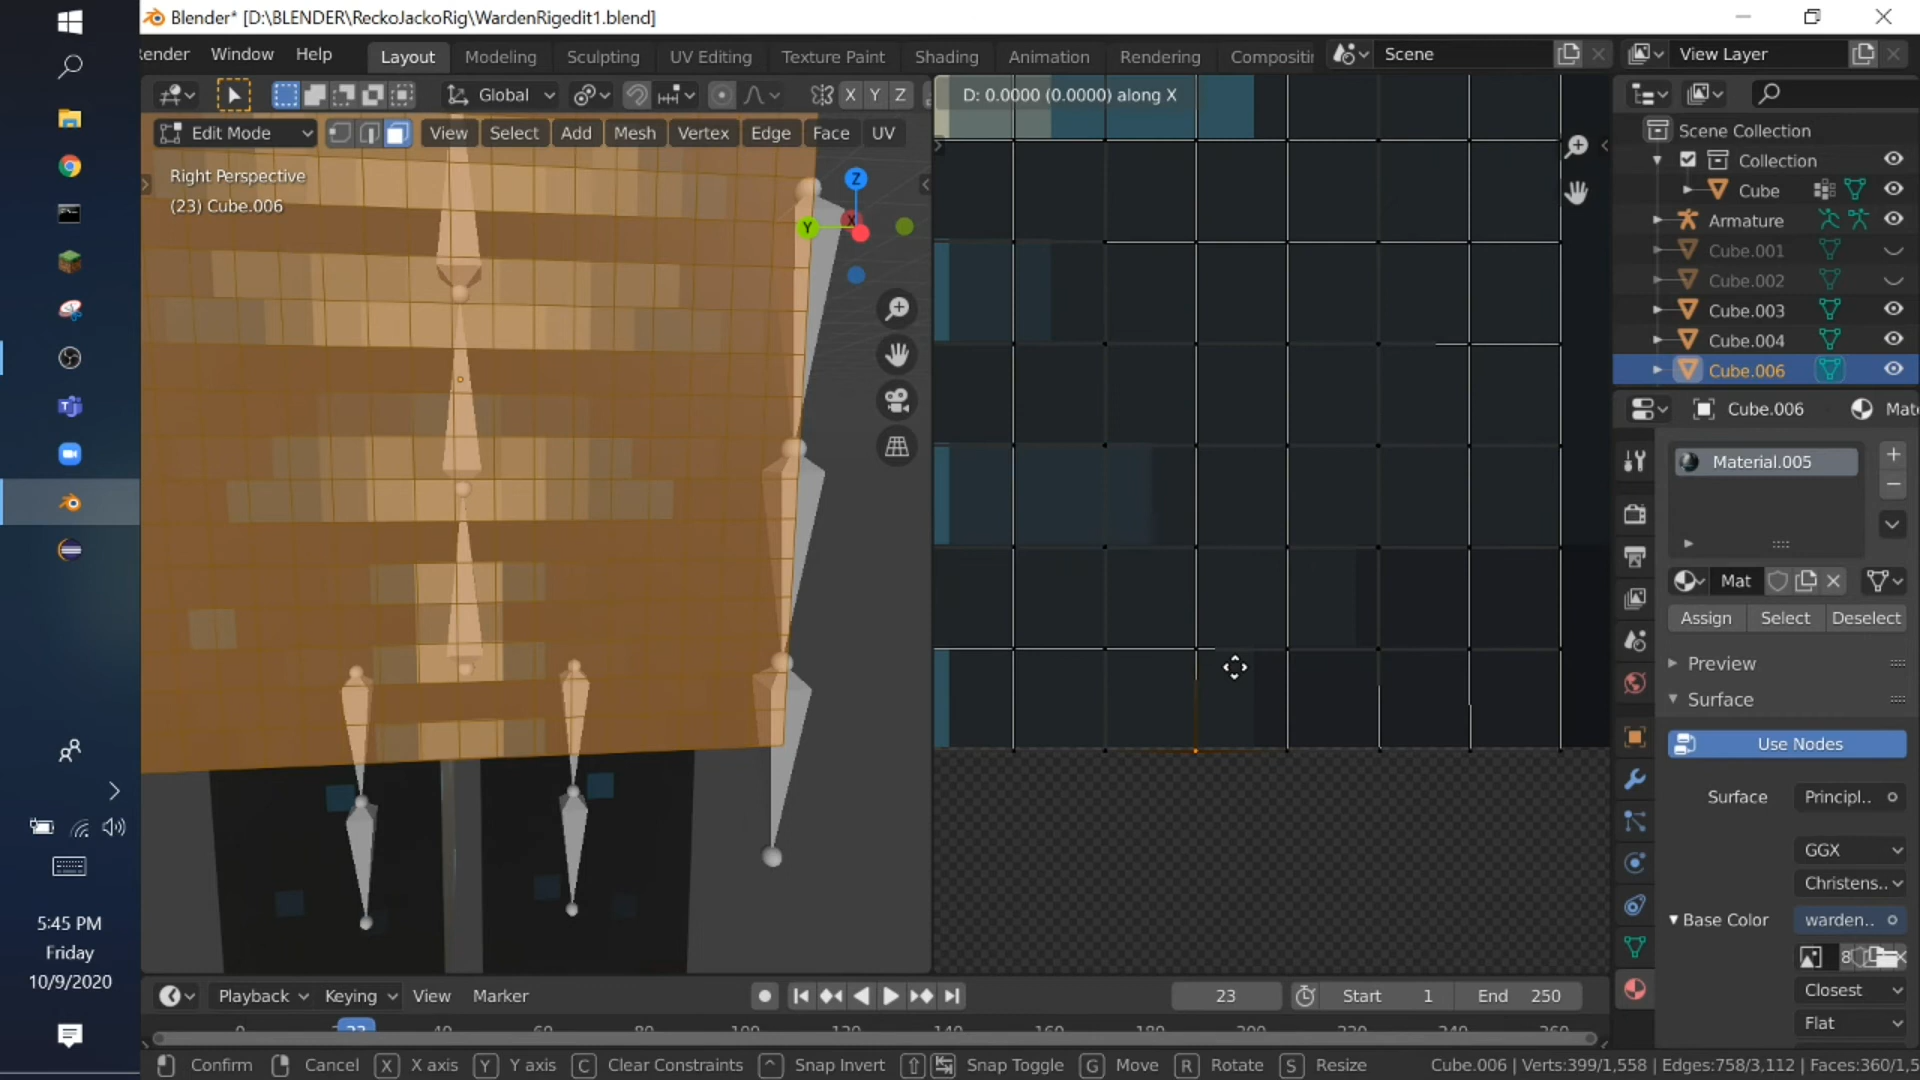 Blender* [D:\BLENDER\ReckoJackoRig\WardenRigedit1.blend]
ender Window Help Layout Modeling Sculpting UV Editing Texture Paint Shading Animation Rendering Compositi Scene View Layer
Global X Y Z D: 0.0000 (0.0000) along X
Edit Mode View Select Add Mesh Vertex Edge Face UV
Right Perspective
(23) Cube.006
Z
X
Y
Scene Collection
Collection
Cube
Armature
Cube.001
Cube.002
Cube.003
Cube.004
Cube.006
Cube.006 Mat
Material.005
Mat
Assign Select Deselect
Preview
Surface
Use Nodes
Surface Principl..
GGX
Christens..
Base Color warden..
8
Closest
Flat
5:45 PM
Friday
10/9/2020
Playback Keying View Marker 23 Start 1 End 250
Confirm Cancel X X axis Y Y axis C Clear Constraints ^ Snap Invert Snap Toggle G Move R Rotate S Resize Cube.006 | Verts:399/1,558 | Edges:758/3,112 | Faces:360/1,5